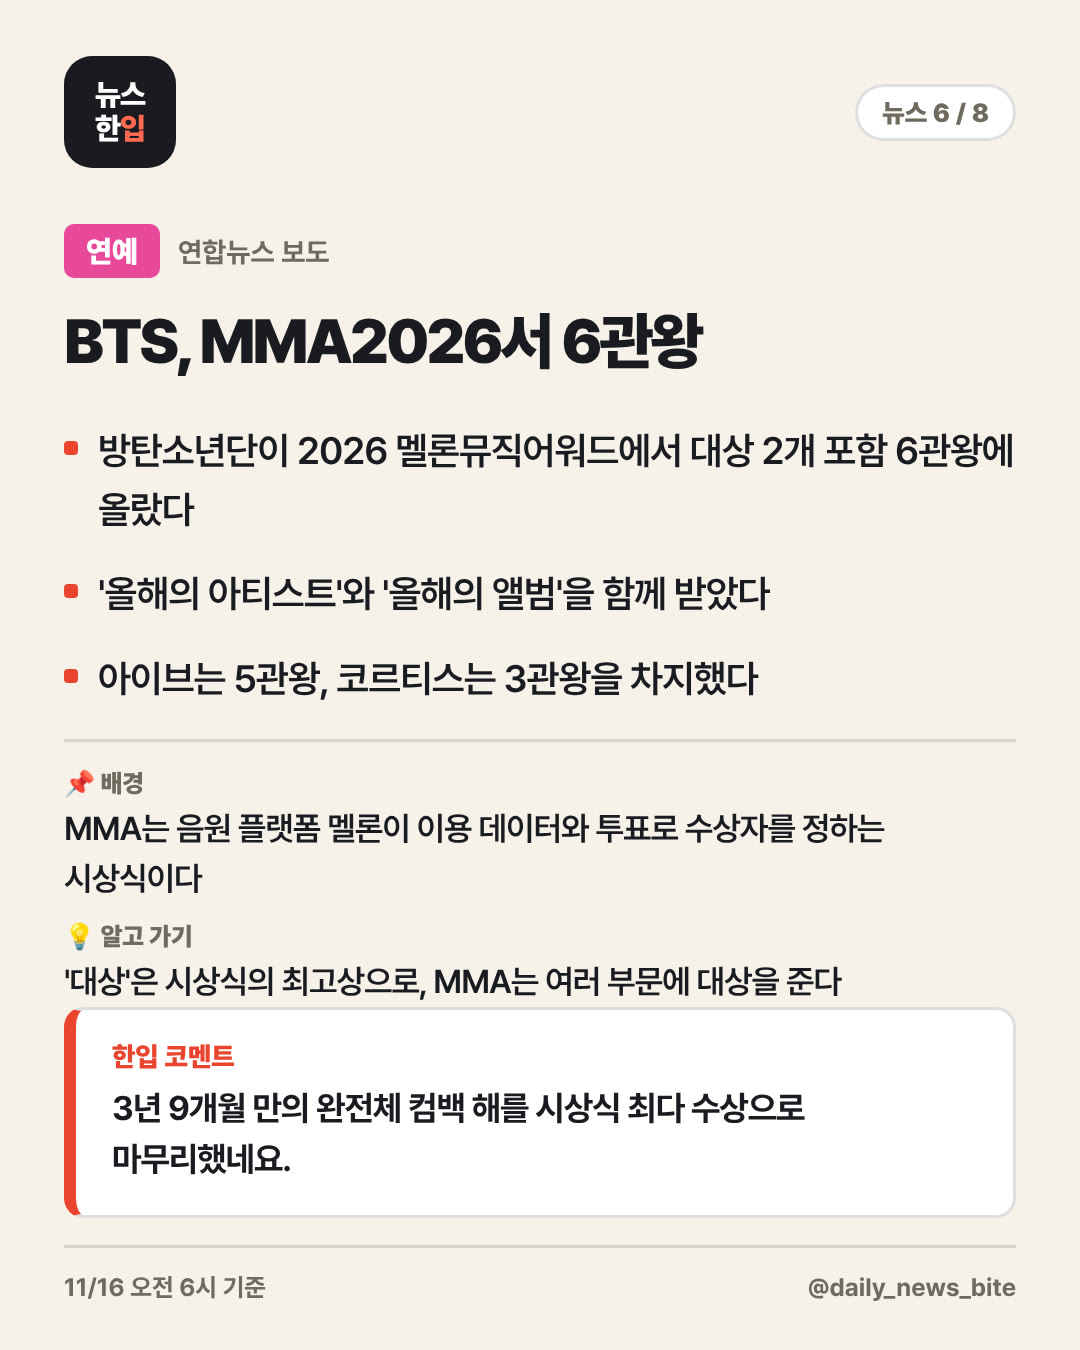 뉴스
한입
뉴스 6 / 8
연예 연합뉴스 보도
BTS, MMA2026서 6관왕
방탄소년단이 2026 멜론뮤직어워드에서 대상 2개 포함 6관왕에
올랐다
'올해의 아티스트'와 '올해의 앨범'을 함께 받았다
아이브는 5관왕, 코르티스는 3관왕을 차지했다
📌 배경
MMA는 음원 플랫폼 멜론이 이용 데이터와 투표로 수상자를 정하는
시상식이다
💡 알고 가기
'대상'은 시상식의 최고상으로, MMA는 여러 부문에 대상을 준다
한입 코멘트
3년 9개월 만의 완전체 컴백 해를 시상식 최다 수상으로
마무리했네요.
11/16 오전 6시 기준
@daily_news_bite